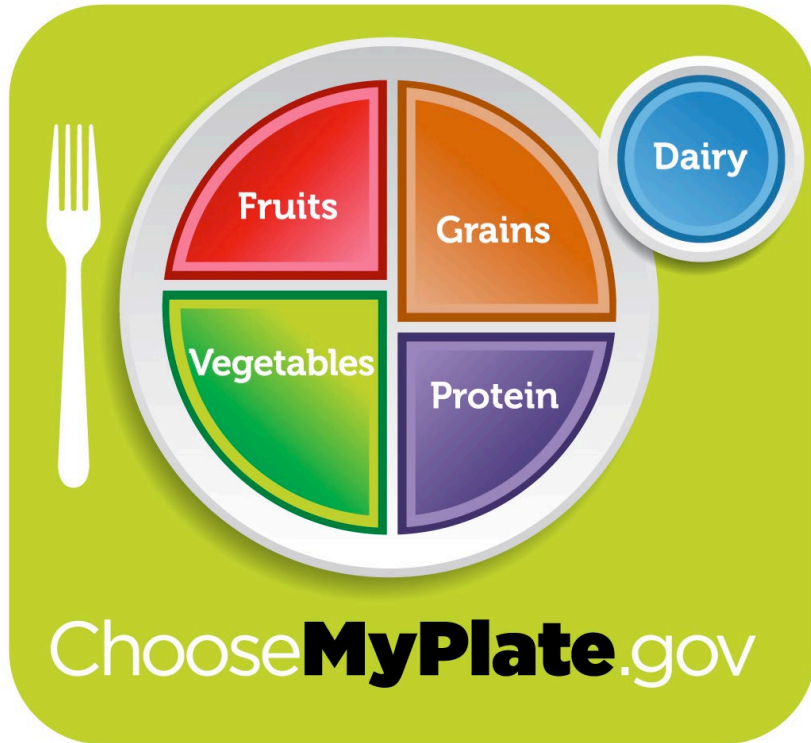 Dairy
Fruits
Grains
Vegetables
Protein
ChooseMyPlate.gov